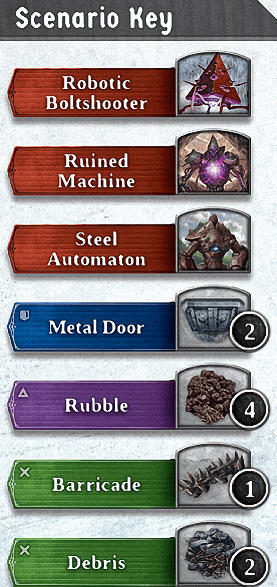 Scenario Key
Robotic
Boltshooter
Ruined
Machine
Steel
Automaton
Metal Door
2
Rubble
4
Barricade
1
Debris
2